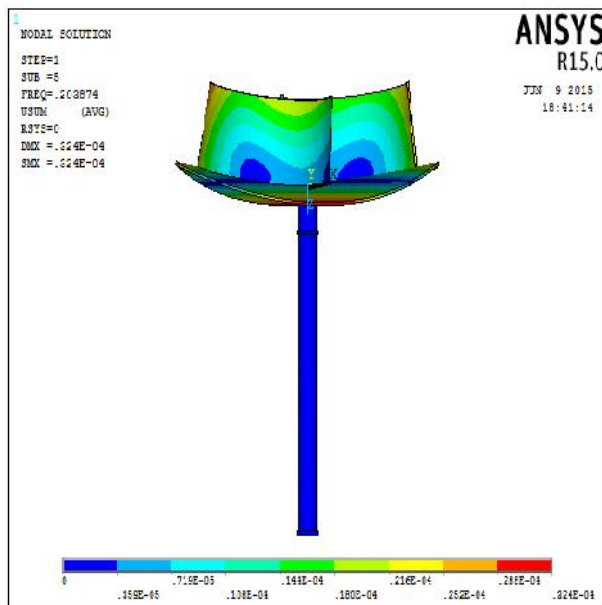 1
NODAL SOLUTION
STEP=1
SUB =5
FREQ=.203874
USUM (AVG)
RSYS=0
DMX =.324E-04
SMX =.324E-04
ANSYS
R15.0
JUN 9 2015
18:41:14
Y
X
0
.359E-05
.719E-05
.108E-04
.144E-04
.180E-04
.216E-04
.252E-04
.288E-04
.324E-04